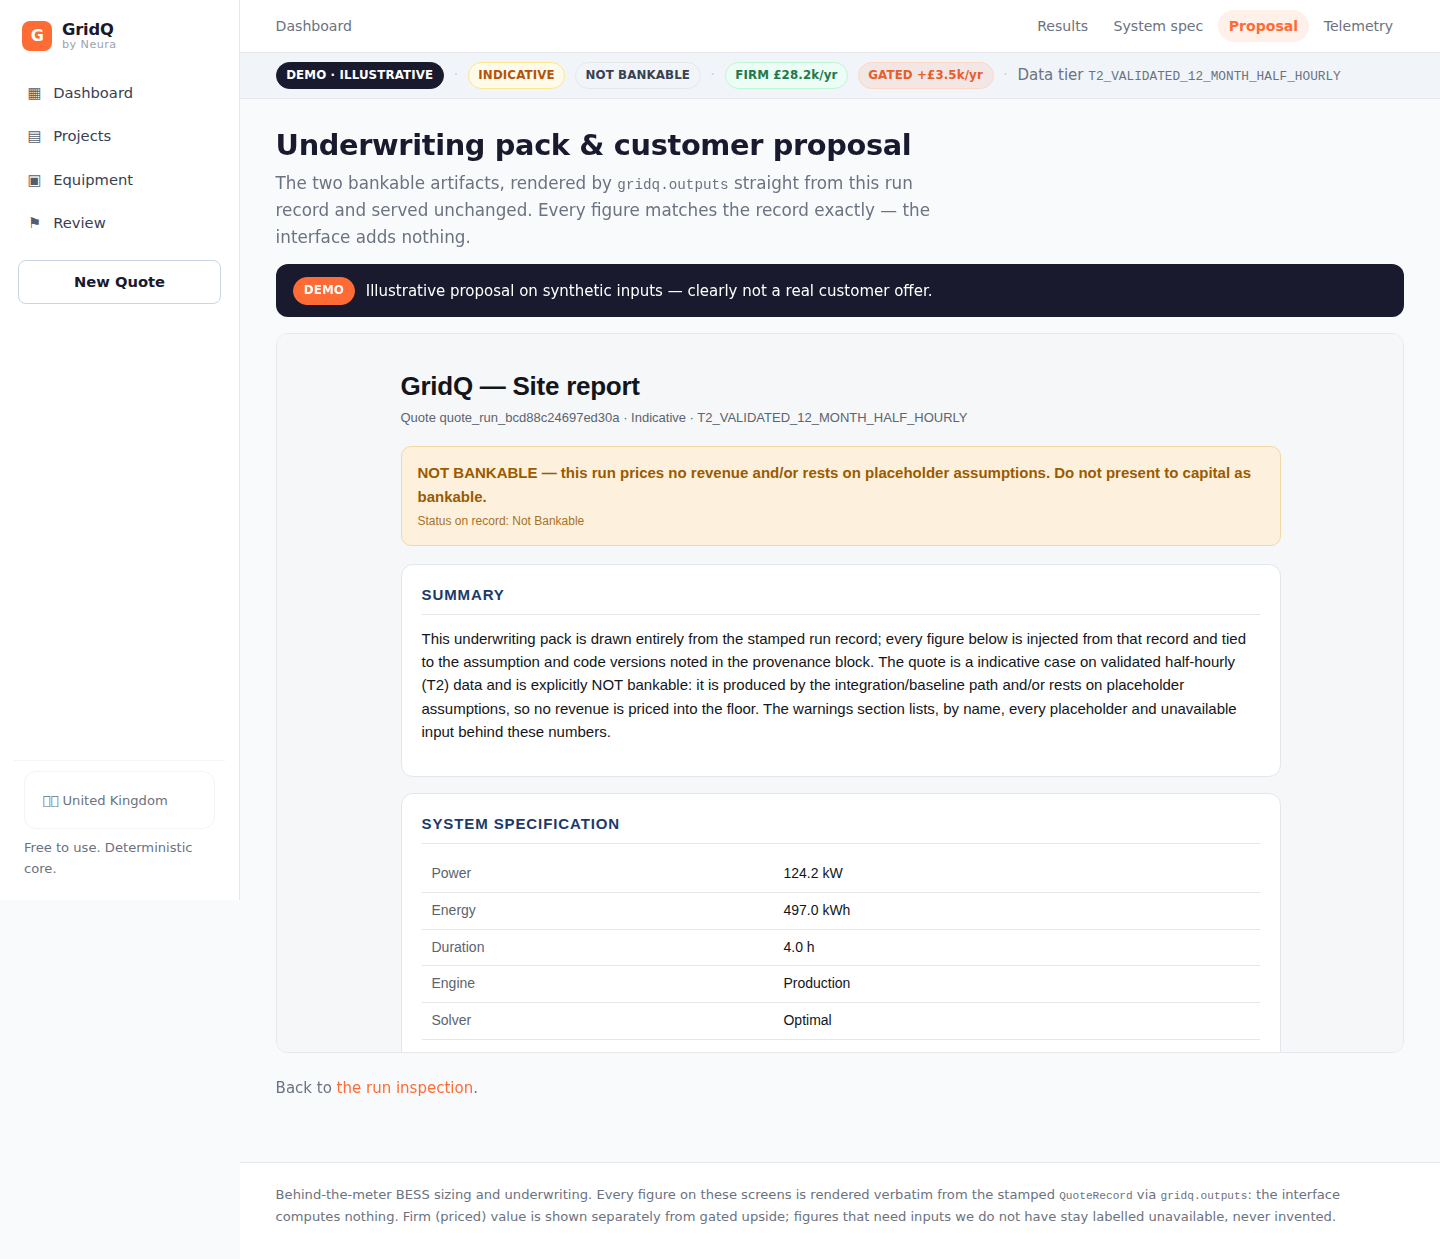 G GridQ
by Neura
Dashboard
Projects
Equipment
Review
New Quote
United Kingdom
Free to use. Deterministic
core.
Dashboard
Results System spec Proposal Telemetry
DEMO · ILLUSTRATIVE · INDICATIVE NOT BANKABLE · FIRM £28.2k/yr GATED +£3.5k/yr · Data tier T2_VALIDATED_12_MONTH_HALF_HOURLY
Underwriting pack & customer proposal
The two bankable artifacts, rendered by gridq.outputs straight from this run
record and served unchanged. Every figure matches the record exactly — the
interface adds nothing.
DEMO Illustrative proposal on synthetic inputs — clearly not a real customer offer.
GridQ — Site report
Quote quote_run_bcd88c24697ed30a · Indicative · T2_VALIDATED_12_MONTH_HALF_HOURLY
NOT BANKABLE — this run prices no revenue and/or rests on placeholder assumptions. Do not present to capital as
bankable.
Status on record: Not Bankable
SUMMARY
This underwriting pack is drawn entirely from the stamped run record; every figure below is injected from that record and tied
to the assumption and code versions noted in the provenance block. The quote is a indicative case on validated half-hourly
(T2) data and is explicitly NOT bankable: it is produced by the integration/baseline path and/or rests on placeholder
assumptions, so no revenue is priced into the floor. The warnings section lists, by name, every placeholder and unavailable
input behind these numbers.
SYSTEM SPECIFICATION
Power 124.2 kW
Energy 497.0 kWh
Duration 4.0 h
Engine Production
Solver Optimal
Back to the run inspection.
Behind-the-meter BESS sizing and underwriting. Every figure on these screens is rendered verbatim from the stamped QuoteRecord via gridq.outputs: the interface
computes nothing. Firm (priced) value is shown separately from gated upside; figures that need inputs we do not have stay labelled unavailable, never invented.